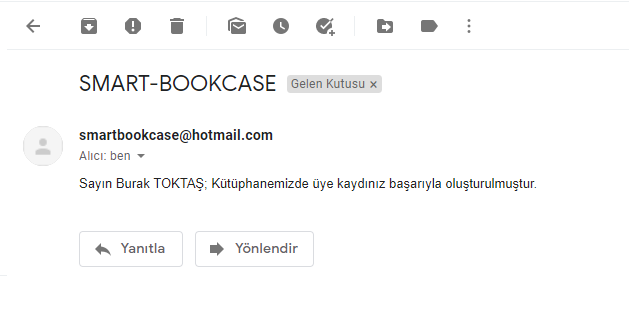 SMART-BOOKCASE Gelen Kutusu x
smartbookcase@hotmail.com
Alıcı: ben
Sayın Burak TOKTAŞ; Kütüphanemizde üye kaydınız başarıyla oluşturulmuştur.
Yanıtla Yönlendir